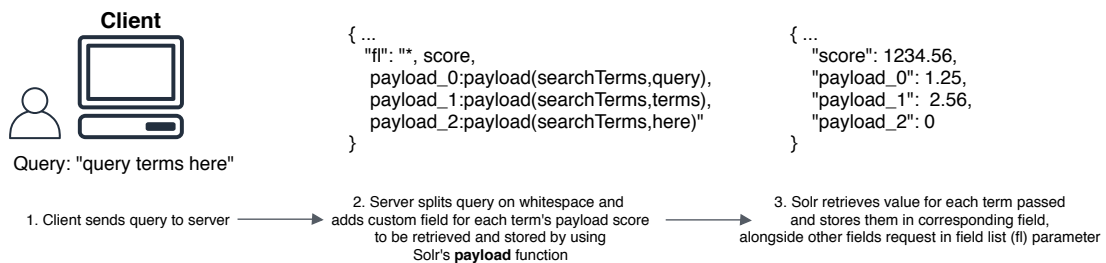 Client
Query: "query terms here"
{ ...
"fl": "*, score,
payload_0:payload(searchTerms,query),
payload_1:payload(searchTerms,terms),
payload_2:payload(searchTerms,here)"
}
{ ...
"score": 1234.56,
"payload_0": 1.25,
"payload_1":  2.56,
"payload_2": 0
}
1. Client sends query to server
2. Server splits query on whitespace and
adds custom field for each term's payload score
to be retrieved and stored by using
Solr's payload function
3. Solr retrieves value for each term passed
and stores them in corresponding field,
alongside other fields request in field list (fl) parameter